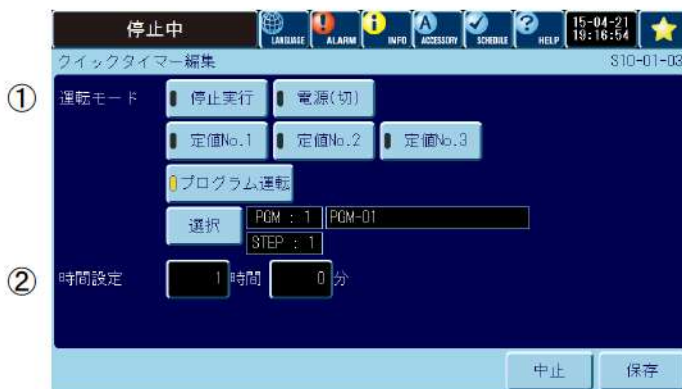 停止中 LANGUAGE ALARM INFO ACCESSORY SCHEDULE HELP 15-04-21 19:16:54
クイックタイマー編集 S10-01-03
① 運転モード 停止実行 電源(切)
定値No.1 定値No.2 定値No.3
プログラム運転
選択 PGM : 1 PGM-01
STEP : 1
② 時間設定 1 時間 0 分
中止 保存